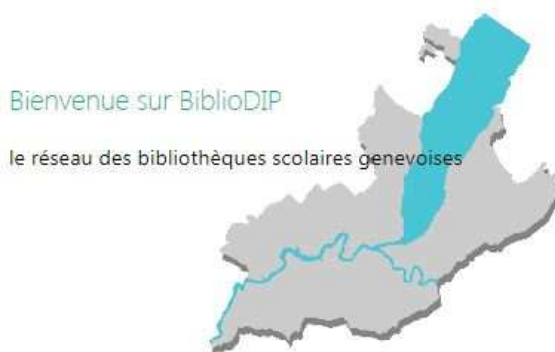 Bienvenue sur BiblioDIP
le réseau des bibliothèques scolaires genevoises